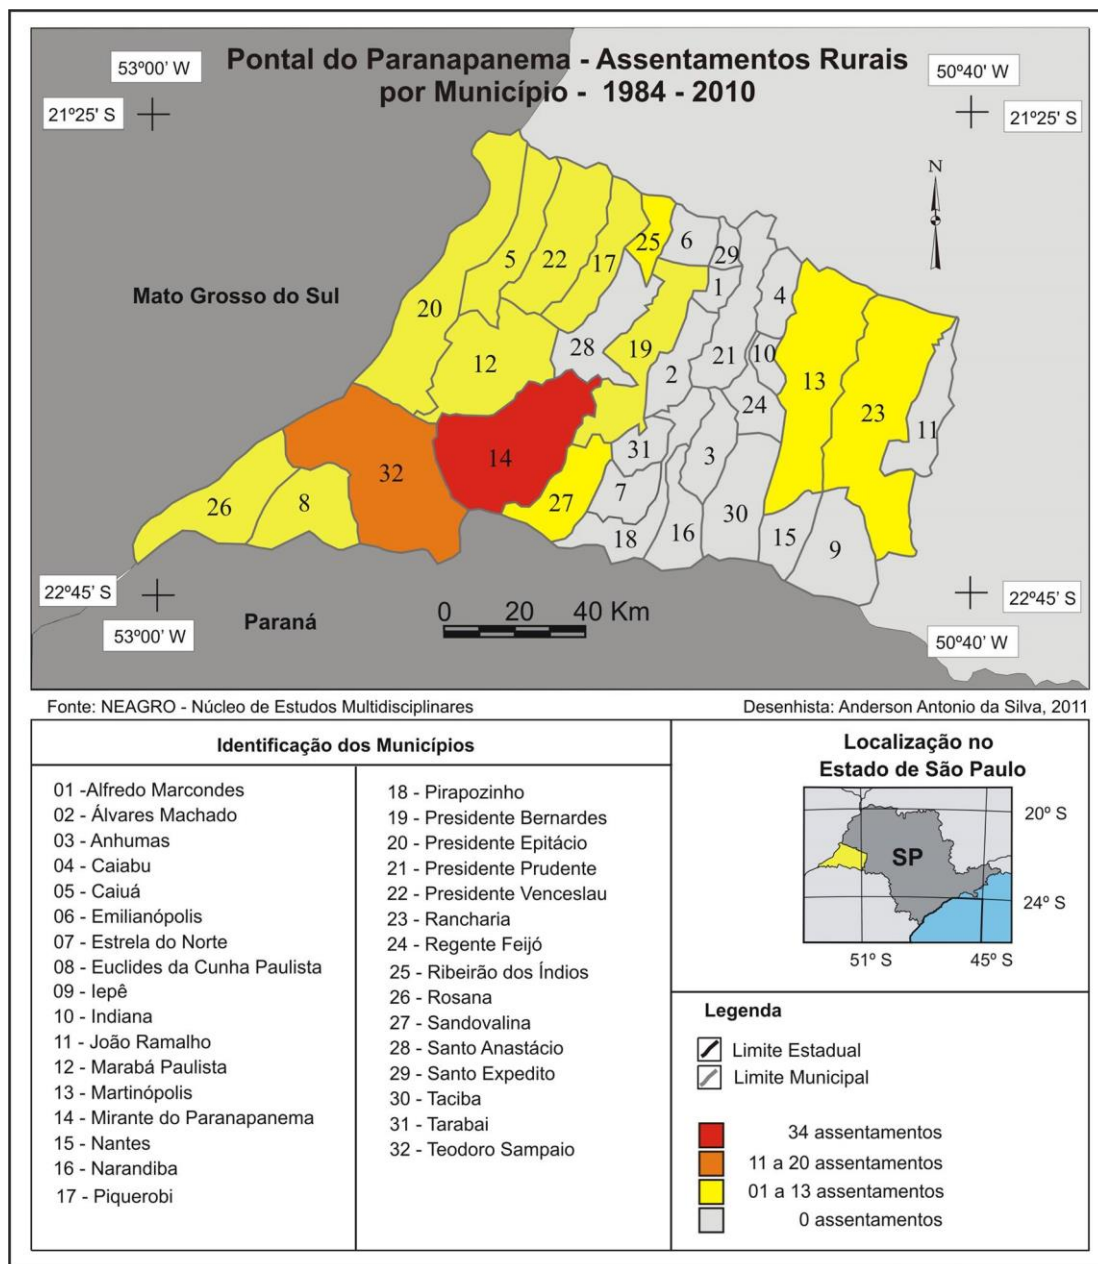 Pontal do Paranapanema - Assentamentos Rurais
por Município - 1984 - 2010
53º00' W
50º40' W
21º25' S
21º25' S
N
25
6
29
5
22
17
1
4
Mato Grosso do Sul
20
28
19
21
10
12
2
13
24
23
11
14
31
3
32
27
7
26
8
30
18
16
15
9
22º45' S
22º45' S
53º00' W
Paraná
0 20 40 Km
50º40' W
Fonte: NEAGRO - Núcleo de Estudos Multidisciplinares
Desenhista: Anderson Antonio da Silva, 2011
Identificação dos Municípios
01 -Alfredo Marcondes
02 - Álvares Machado
03 - Anhumas
04 - Caiabu
05 - Caiuá
06 - Emilianópolis
07 - Estrela do Norte
08 - Euclides da Cunha Paulista
09 - Iepê
10 - Indiana
11 - João Ramalho
12 - Marabá Paulista
13 - Martinópolis
14 - Mirante do Paranapanema
15 - Nantes
16 - Narandiba
17 - Piquerobi
18 - Pirapozinho
19 - Presidente Bernardes
20 - Presidente Epitácio
21 - Presidente Prudente
22 - Presidente Venceslau
23 - Rancharia
24 - Regente Feijó
25 - Ribeirão dos Índios
26 - Rosana
27 - Sandovalina
28 - Santo Anastácio
29 - Santo Expedito
30 - Taciba
31 - Tarabai
32 - Teodoro Sampaio
Localização no
Estado de São Paulo
20º S
SP
24º S
51º S
45º S
Legenda
Limite Estadual
Limite Municipal
34 assentamentos
11 a 20 assentamentos
01 a 13 assentamentos
0 assentamentos